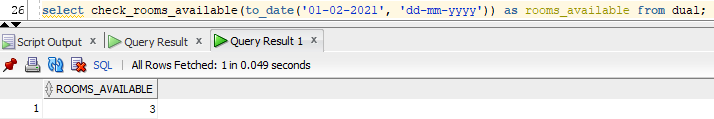 26 select check_rooms_available(to_date('01-02-2021', 'dd-mm-yyyy')) as rooms_available from dual;
Script Output x Query Result x Query Result 1 x
SQL | All Rows Fetched: 1 in 0.049 seconds
ROOMS_AVAILABLE
1 3